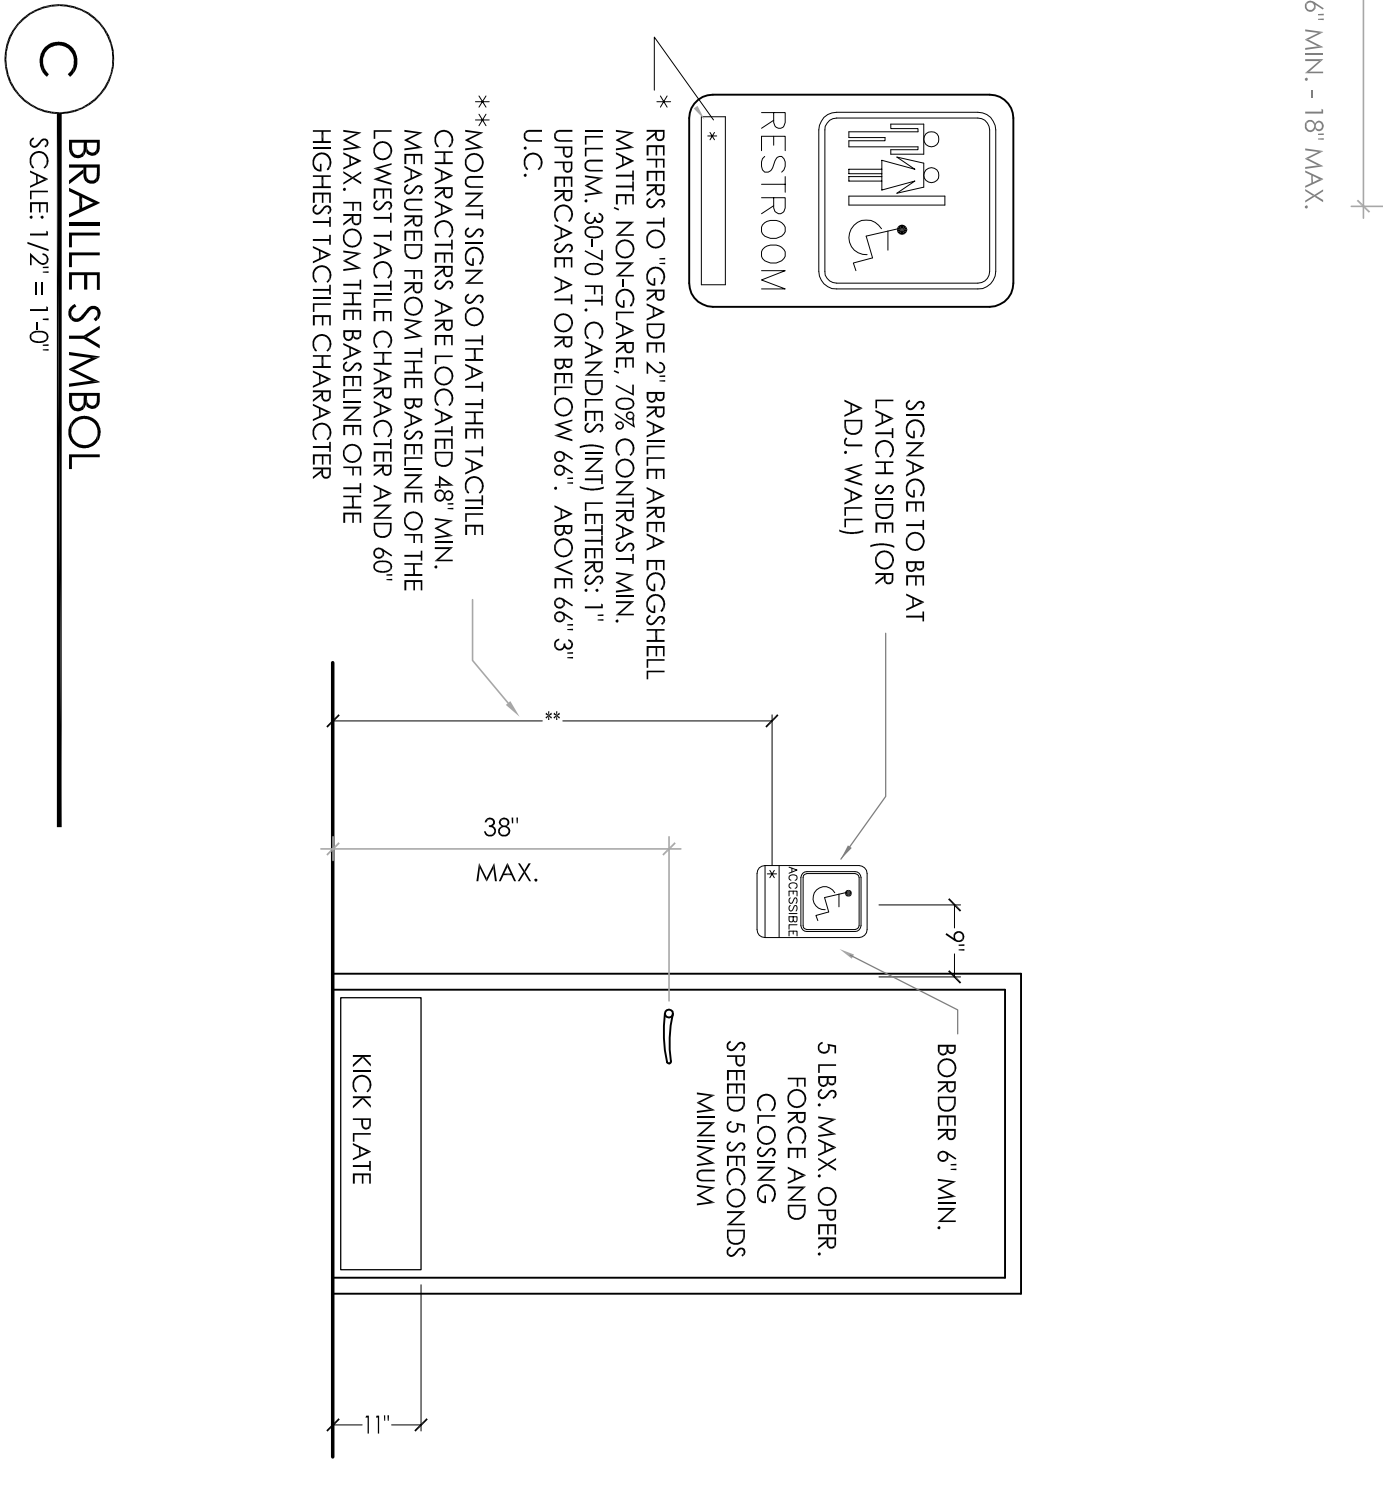 6" MIN. - 18" MAX.
RESTROOM
*
SIGNAGE TO BE AT
LATCH SIDE (OR
ADJ. WALL)
9"
BORDER 6" MIN.
ACCESSIBLE
*
5 LBS. MAX. OPER.
FORCE AND
CLOSING
SPEED 5 SECONDS
MINIMUM
* REFERS TO "GRADE 2" BRAILLE AREA EGGSHELL
MATTE, NON-GLARE, 70% CONTRAST MIN.
ILLUM. 30-70 FT. CANDLES (INT) LETTERS: 1"
UPPERCASE AT OR BELOW 66". ABOVE 66" 3"
U.C.
**
38"
MAX.
** MOUNT SIGN SO THAT THE TACTILE
CHARACTERS ARE LOCATED 48" MIN.
MEASURED FROM THE BASELINE OF THE
LOWEST TACTILE CHARACTER AND 60"
MAX. FROM THE BASELINE OF THE
HIGHEST TACTILE CHARACTER
KICK PLATE
11"
C
BRAILLE SYMBOL
SCALE: 1/2" = 1'-0"